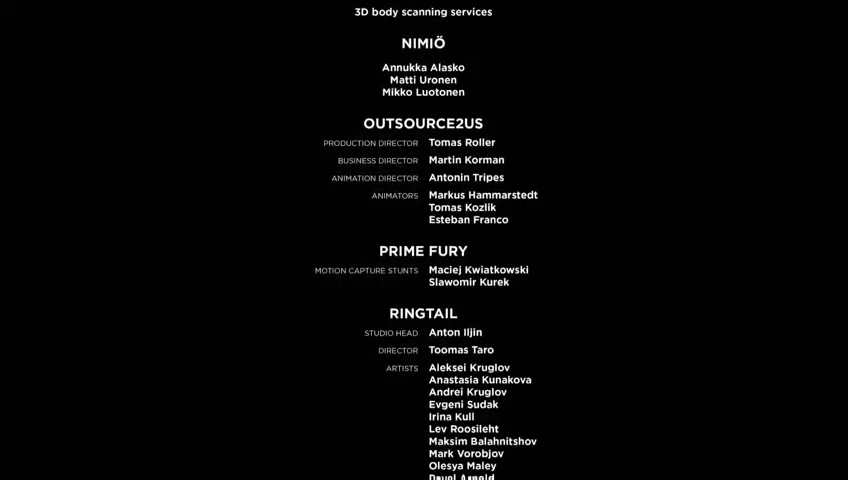 3D body scanning services
NIMIÖ
Annukka Alasko
Matti Uronen
Mikko Luotonen
OUTSOURCE2US
PRODUCTION DIRECTOR Tomas Roller
BUSINESS DIRECTOR Martin Korman
ANIMATION DIRECTOR Antonin Tripes
ANIMATORS Markus Hammarstedt
Tomas Kozlik
Esteban Franco
PRIME FURY
MOTION CAPTURE STUNTS Maciej Kwiatkowski
Slawomir Kurek
RINGTAIL
STUDIO HEAD Anton Iljin
DIRECTOR Toomas Taro
ARTISTS Aleksei Kruglov
Anastasia Kunakova
Andrei Kruglov
Evgeni Sudak
Irina Kull
Lev Roosileht
Maksim Balahnitshov
Mark Vorobjov
Olesya Maley